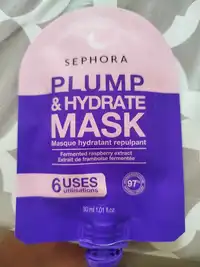 SEPHORA
PLUMP
& HYDRATE
MASK
Masque hydratant repulpant
Fermented raspberry extract
Extrait de framboise fermentée
6 USES
utilisations
97%
30 ml 1.01 fl.oz.